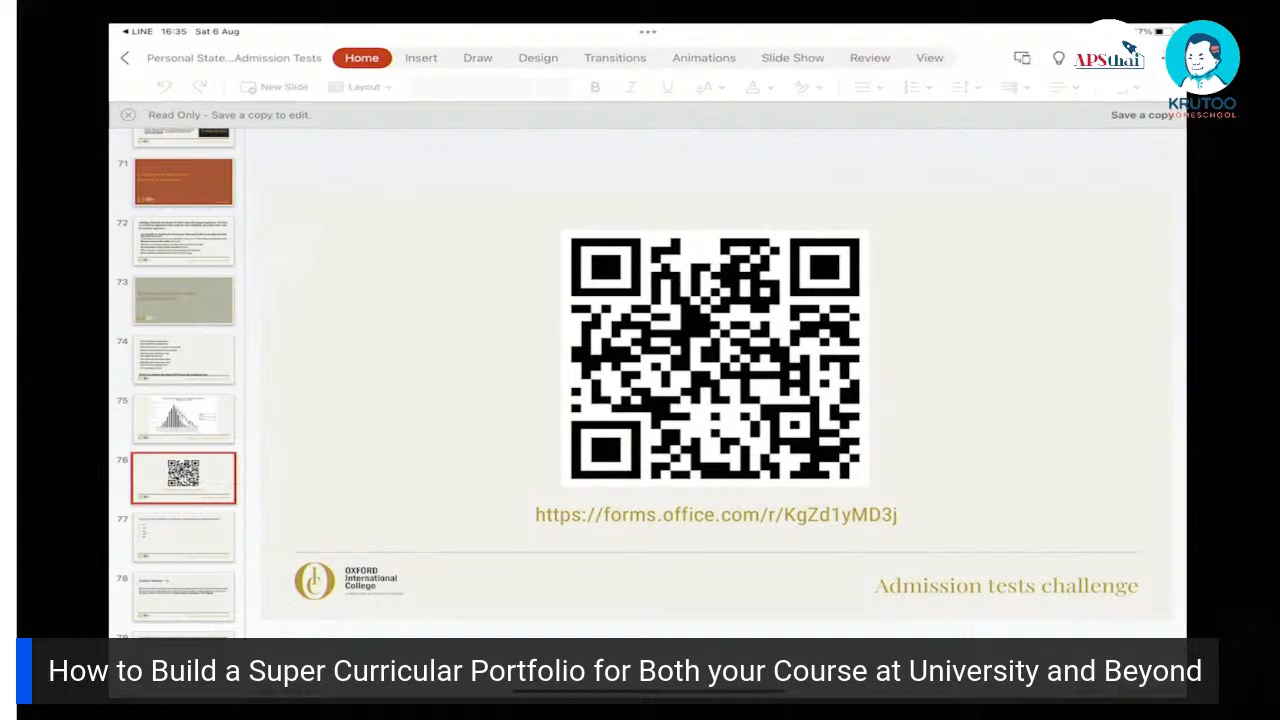 LINE 16:35 Sat 6 Aug
7%
Personal State...Admission Tests
Home
Insert
Draw
Design
Transitions
Animations
Slide Show
Review
View
APSthai
KRUTOO
HOMESCHOOL
New Slide
Layout
Read Only - Save a copy to edit.
Save a copy
71
72
73
74
75
76
77
78
https://forms.office.com/r/KgZd1yMD3j
OXFORD
International
College
Admission tests challenge
How to Build a Super Curricular Portfolio for Both your Course at University and Beyond